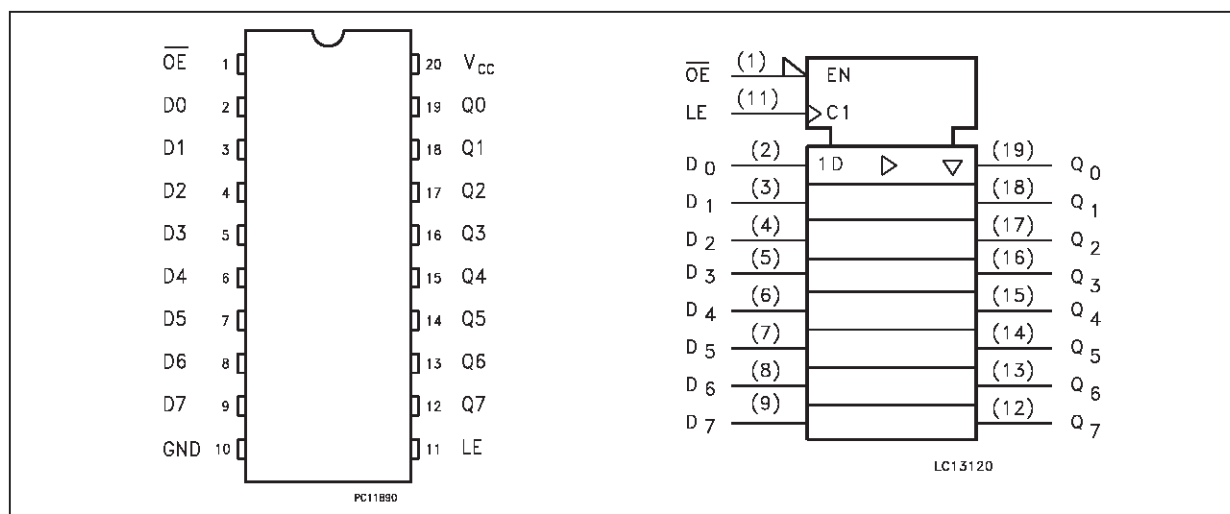 O̅E̅ 1 20 VCC
D0 2 19 Q0
D1 3 18 Q1
D2 4 17 Q2
D3 5 16 Q3
D4 6 15 Q4
D5 7 14 Q5
D6 8 13 Q6
D7 9 12 Q7
GND 10 11 LE
PC11890
O̅E̅ (1) EN
LE (11) C1
D0 (2) 1D (19) Q0
D1 (3) (18) Q1
D2 (4) (17) Q2
D3 (5) (16) Q3
D4 (6) (15) Q4
D5 (7) (14) Q5
D6 (8) (13) Q6
D7 (9) (12) Q7
LC13120